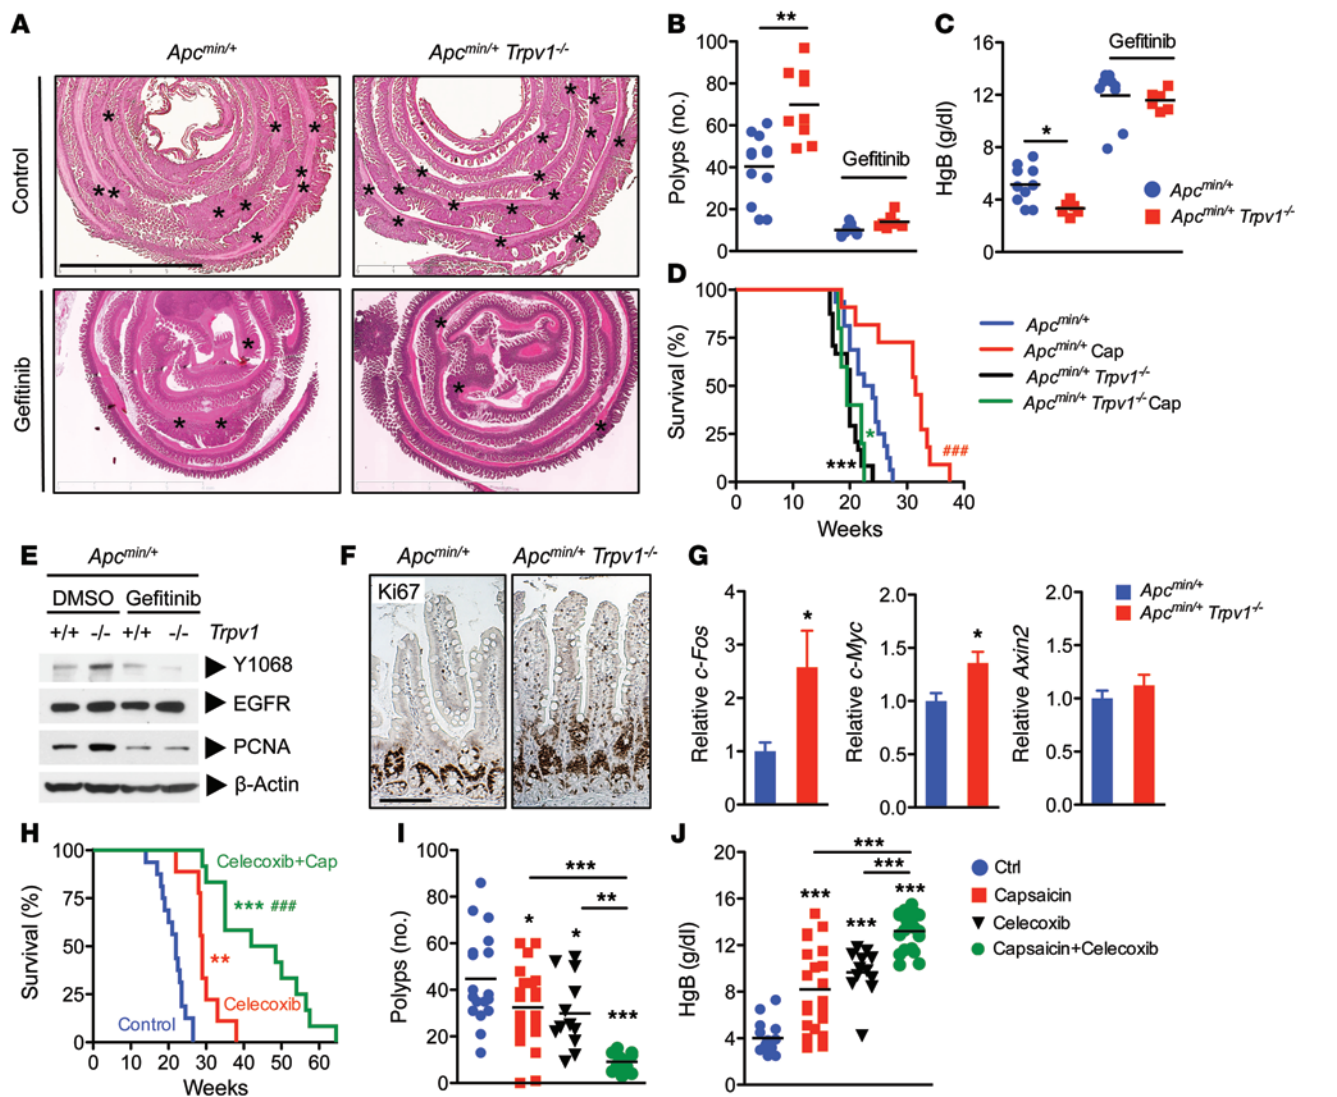 A
Apcmin/+
Apcmin/+ Trpv1-/-
Control
Gefitinib
* * * * * * * * * * *
* * * * * * * * * * * * * *
* * *
* * *
B
**
Polyps (no.)
100
80
60
40
20
0
Gefitinib
C
HgB (g/dl)
16
12
8
4
0
*
Gefitinib
Apcmin/+
Apcmin/+ Trpv1-/-
D
Survival (%)
100
75
50
25
0
0 10 20 30 40
Weeks
***
*
###
Apcmin/+
Apcmin/+ Cap
Apcmin/+ Trpv1-/-
Apcmin/+ Trpv1-/- Cap
E
Apcmin/+
DMSO Gefitinib
+/+ -/- +/+ -/- Trpv1
Y1068
EGFR
PCNA
β-Actin
F
Apcmin/+
Apcmin/+ Trpv1-/-
Ki67
G
Relative c-Fos
4
3
2
1
0
*
Relative c-Myc
2.0
1.5
1.0
0.5
0.0
*
Relative Axin2
2.0
1.5
1.0
0.5
0.0
Apcmin/+
Apcmin/+ Trpv1-/-
H
Survival (%)
100
75
50
25
0
0 10 20 30 40 50 60
Weeks
Celecoxib+Cap
*** ###
**
Celecoxib
Control
I
Polyps (no.)
100
80
60
40
20
0
***
**
*
*
***
J
HgB (g/dl)
20
16
12
8
4
0
***
***
***
***
***
Ctrl
Capsaicin
Celecoxib
Capsaicin+Celecoxib